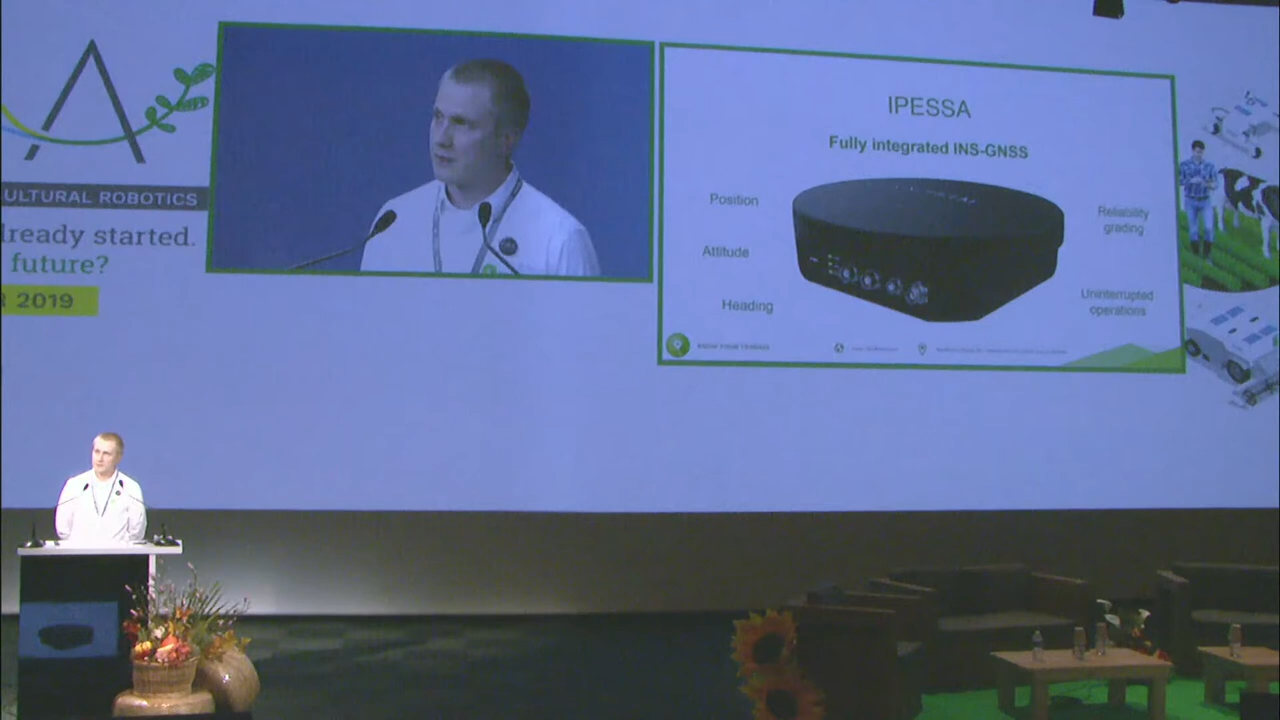 ULTURAL ROBOTICS
lready started.
future?
R 2019
IPESSA
Fully integrated INS-GNSS
Position
Attitude
Heading
Reliability
grading
Uninterrupted
operations